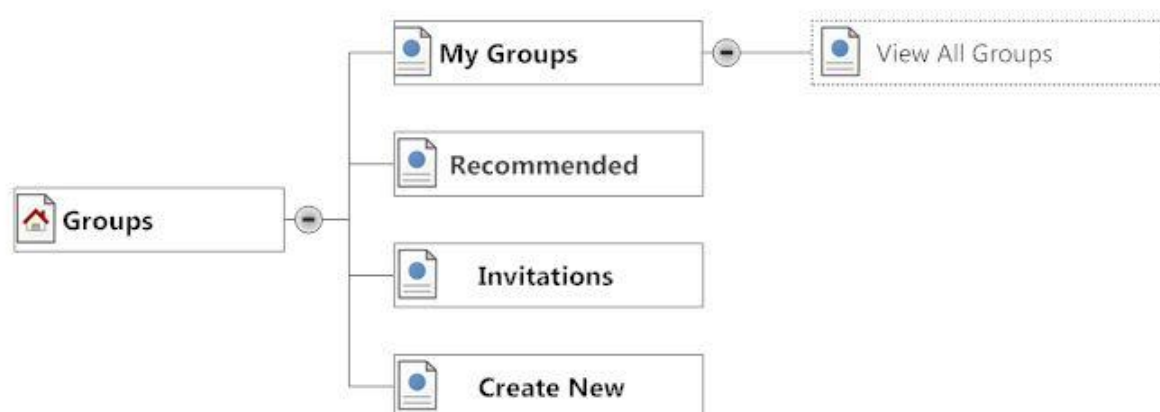 My Groups
View All Groups
Recommended
Groups
Invitations
Create New